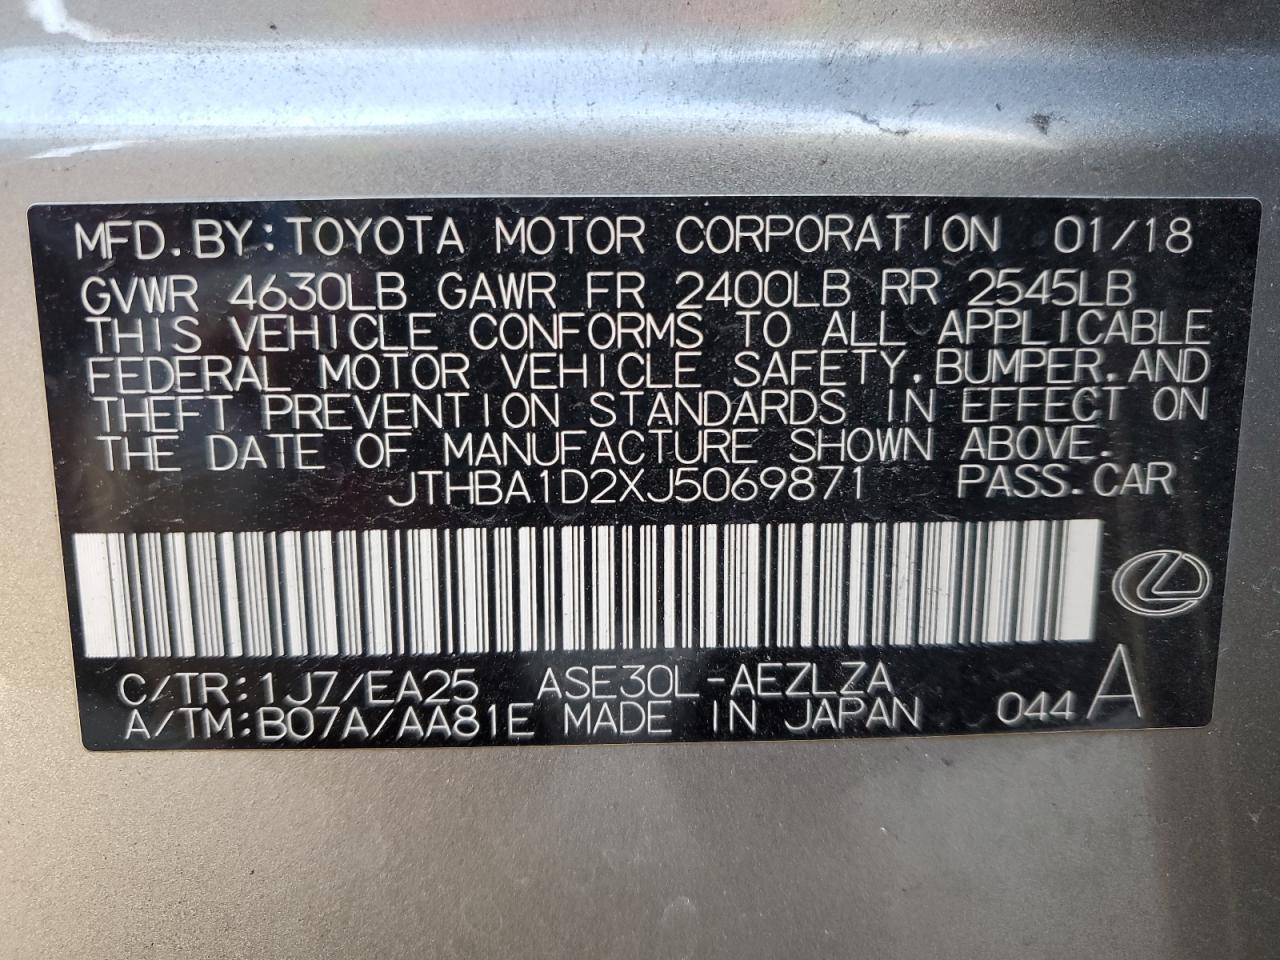 MFD.BY:TOYOTA MOTOR CORPORATION 01/18
GVWR 4630LB GAWR FR 2400LB RR 2545LB
THIS VEHICLE CONFORMS TO ALL APPLICABLE
FEDERAL MOTOR VEHICLE SAFETY,BUMPER,AND
THEFT PREVENTION STANDARDS IN EFFECT ON
THE DATE OF MANUFACTURE SHOWN ABOVE.
JTHBA1D2XJ5069871 PASS.CAR
C/TR:1J7/EA25 ASE30L-AEZLZA
A/TM:B07A/AA81E MADE IN JAPAN 044 A